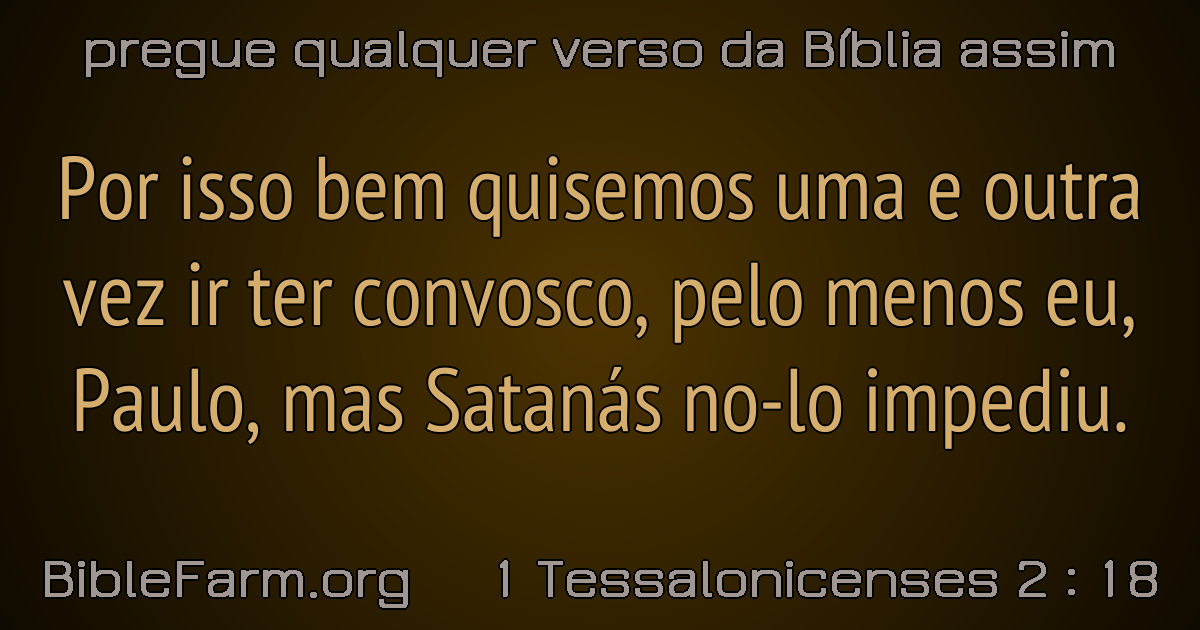 pregue qualquer verso da Bíblia assim
Por isso bem quisemos uma e outra
vez ir ter convosco, pelo menos eu,
Paulo, mas Satanás no-lo impediu.
BibleFarm.org 1 Tessalonicenses 2 : 18